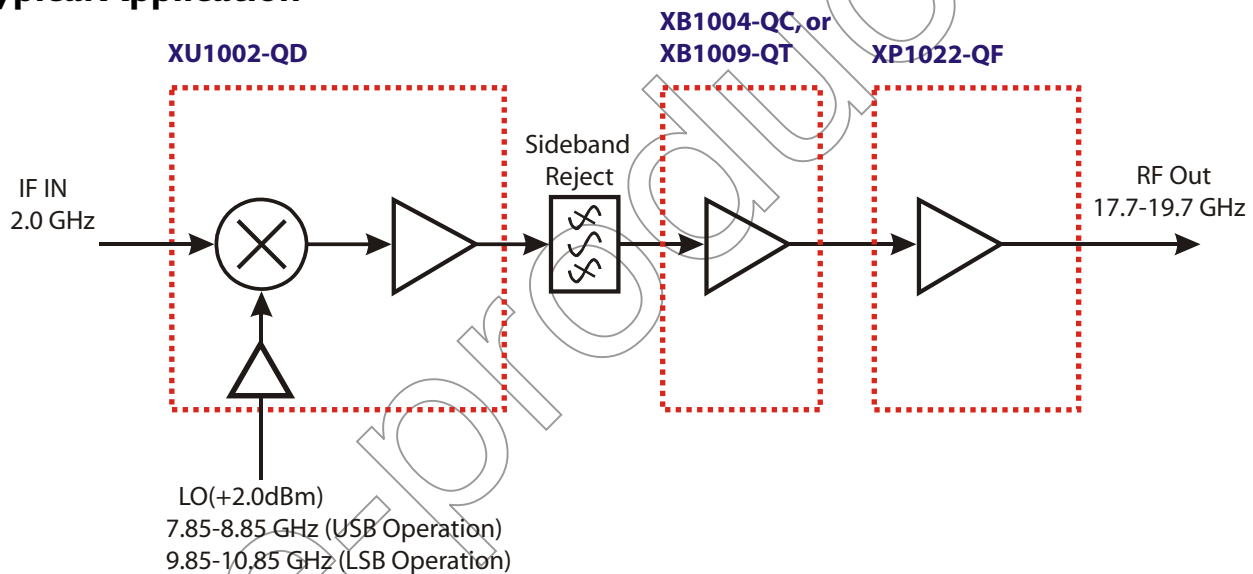 Typical Application
XB1004-QC, or
XU1002-QD
XB1009-QT
XP1022-QF
Sideband
Reject
IF IN
2.0 GHz
RF Out
17.7-19.7 GHz
LO(+2.0dBm)
7.85-8.85 GHz (USB Operation)
9.85-10.85 GHz (LSB Operation)